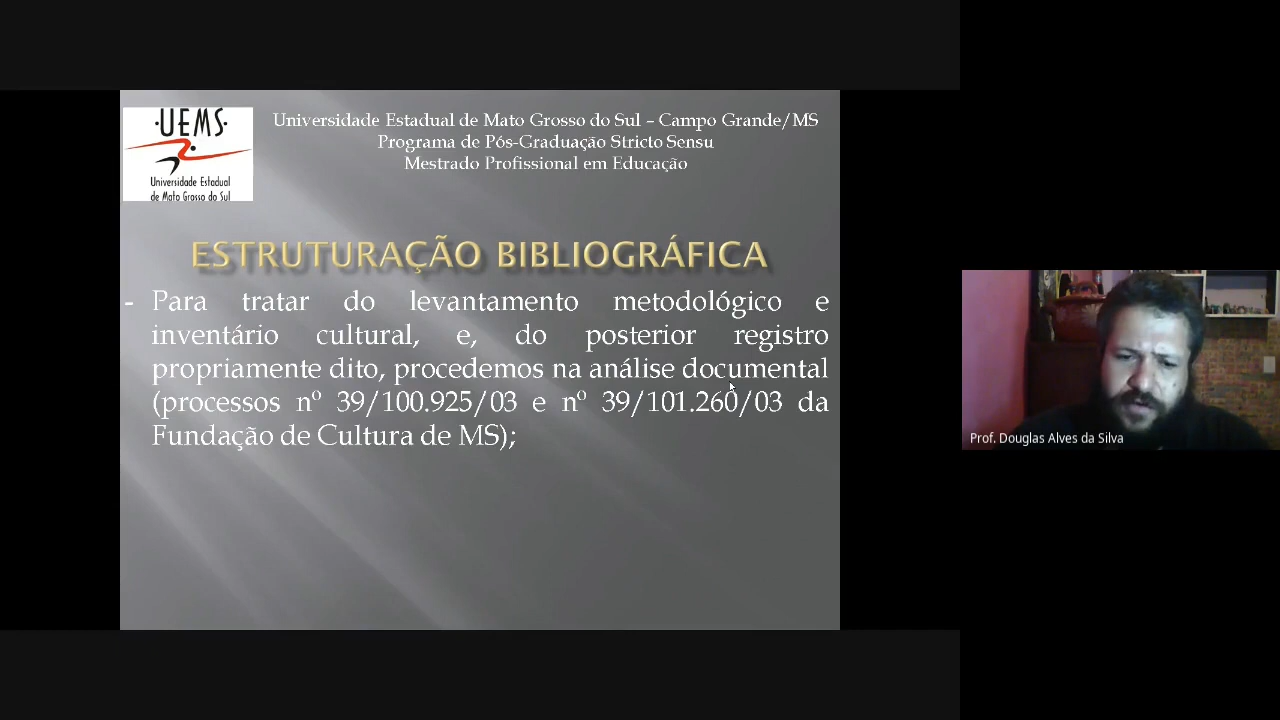 ·UEMS·
Universidade Estadual
de Mato Grosso do Sul
Universidade Estadual de Mato Grosso do Sul – Campo Grande/MS
Programa de Pós-Graduação Stricto Sensu
Mestrado Profissional em Educação
ESTRUTURAÇÃO BIBLIOGRÁFICA
- Para tratar do levantamento metodológico e
inventário cultural, e, do posterior registro
propriamente dito, procedemos na análise documental
(processos nº 39/100.925/03 e nº 39/101.260/03 da
Fundação de Cultura de MS);
Prof. Douglas Alves da Silva